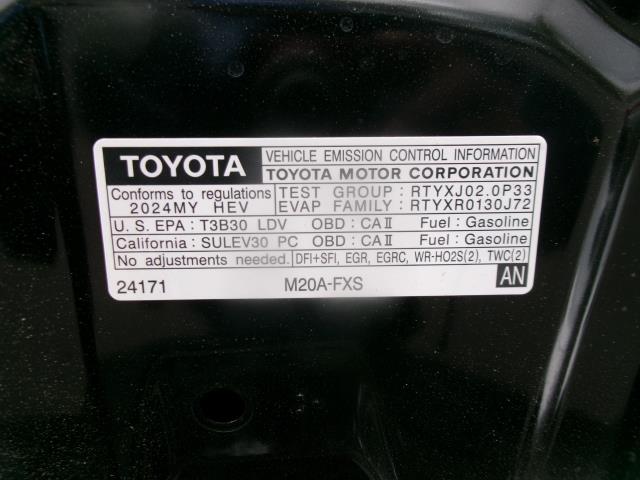 TOYOTA
VEHICLE EMISSION CONTROL INFORMATION
TOYOTA MOTOR CORPORATION
Conforms to regulations
2024MY HEV
TEST GROUP : RTYXJ02.0P33
EVAP FAMILY : RTYXR0130J72
U. S. EPA : T3B30 LDV OBD : CAⅡ Fuel : Gasoline
California : SULEV30 PC OBD : CAⅡ Fuel : Gasoline
No adjustments needed. DFI+SFI, EGR, EGRC, WR-HO2S(2), TWC(2)
24171 M20A-FXS AN